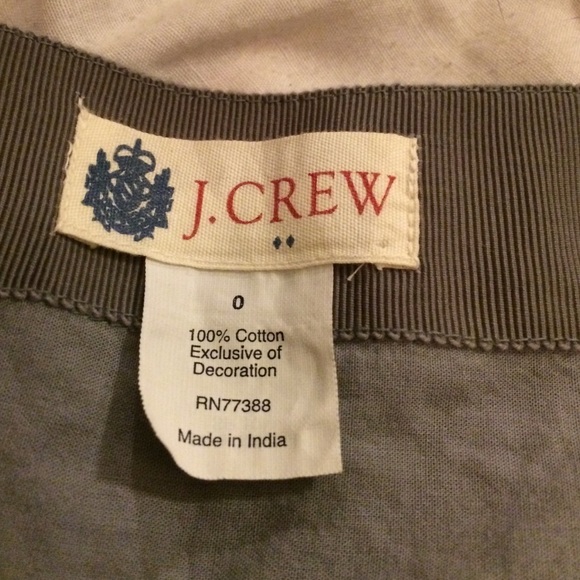 J.CREW
0
100% Cotton
Exclusive of
Decoration
RN77388
Made in India